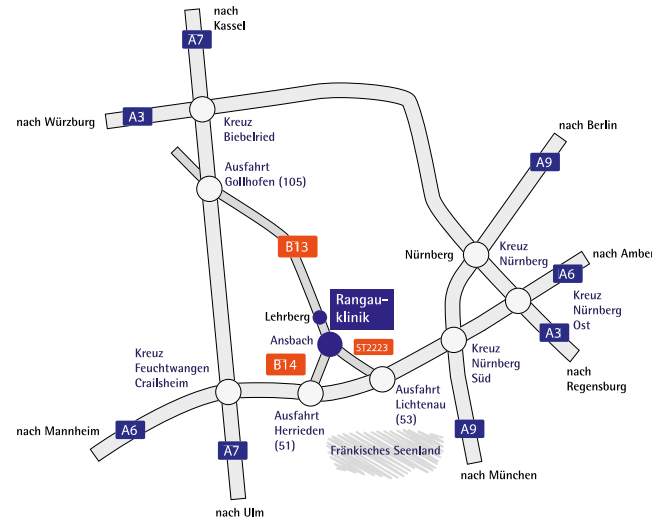 nach
Kassel
A7
nach Würzburg
A3
Kreuz
Biebelried
nach Berlin
A9
Ausfahrt
Gollhofen (105)
B13
Nürnberg
Kreuz
Nürnberg
nach Amber
A6
Rangau-
klinik
Lehrberg
Kreuz
Nürnberg
Ost
Ansbach
ST2223
A3
nach
Regensburg
Kreuz
Feuchtwangen
Crailsheim
B14
Kreuz
Nürnberg
Süd
Ausfahrt
Lichtenau
(53)
Ausfahrt
Herrieden
(51)
nach Mannheim
A6
A7
Fränkisches Seenland
A9
nach München
nach Ulm